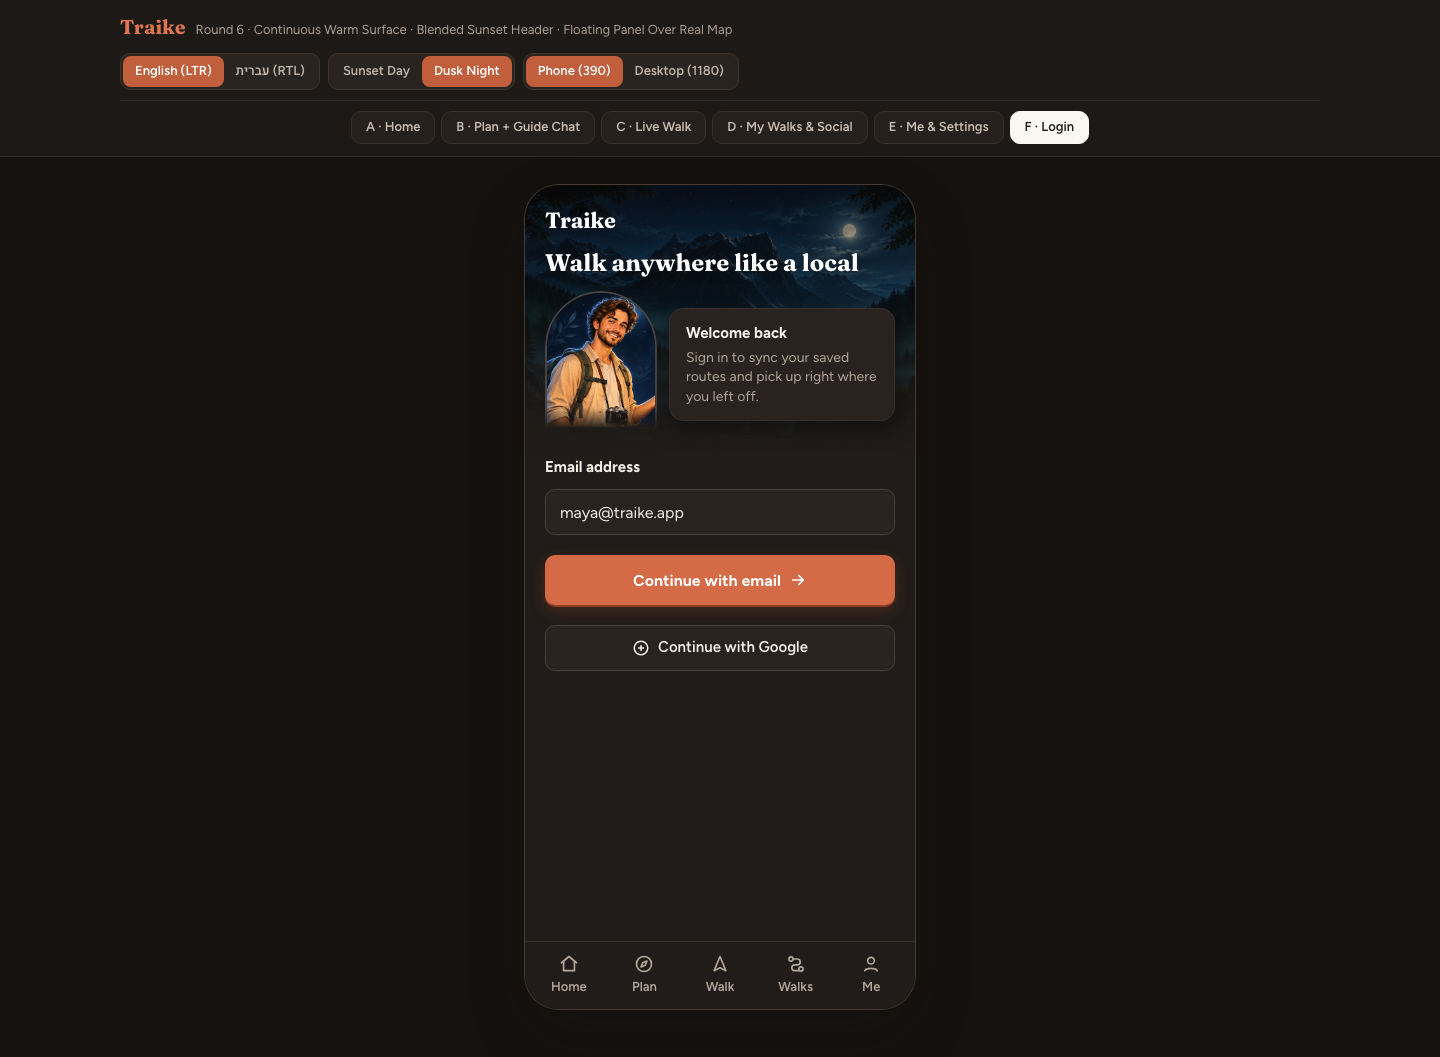 Traike Round 6 · Continuous Warm Surface · Blended Sunset Header · Floating Panel Over Real Map
English (LTR) עברית (RTL) Sunset Day Dusk Night Phone (390) Desktop (1180)
A · Home B · Plan + Guide Chat C · Live Walk D · My Walks & Social E · Me & Settings F · Login
Traike
Walk anywhere like a local
Welcome back
Sign in to sync your saved
routes and pick up right where
you left off.
Email address
maya@traike.app
Continue with email →
Continue with Google
Home Plan Walk Walks Me